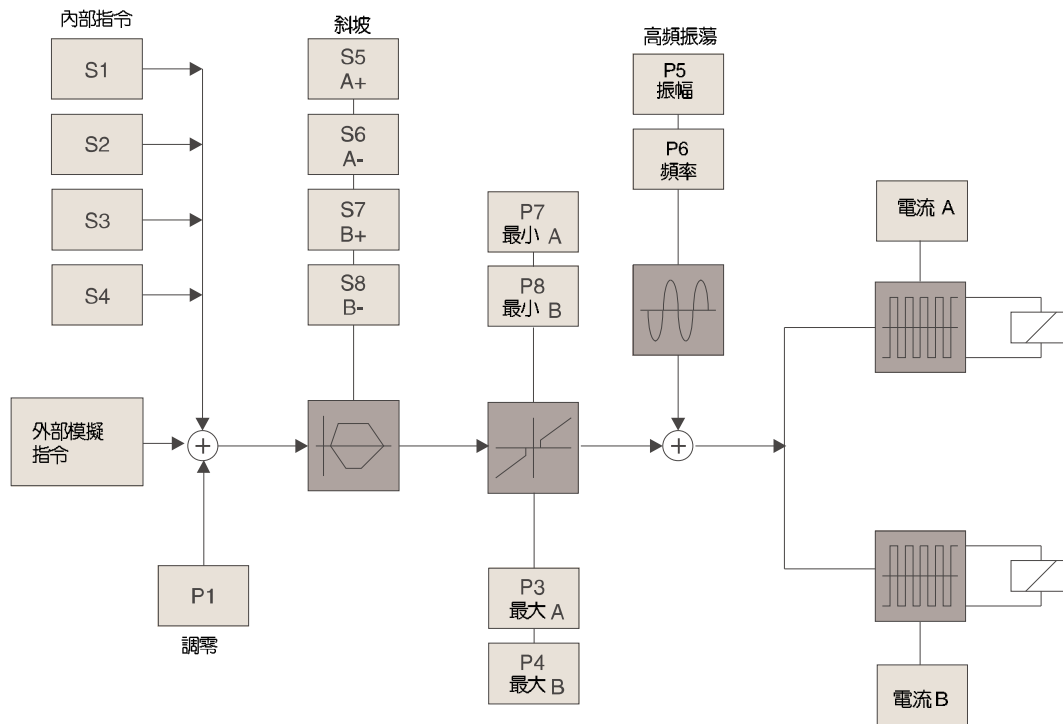 內部指令
S1
S2
S3
S4
外部模擬
指令
P1
調零
斜坡
S5
A+
S6
A-
S7
B+
S8
B-
P7
最小 A
P8
最小 B
P3
最大 A
P4
最大 B
高頻振蕩
P5
振幅
P6
頻率
電流 A
電流 B